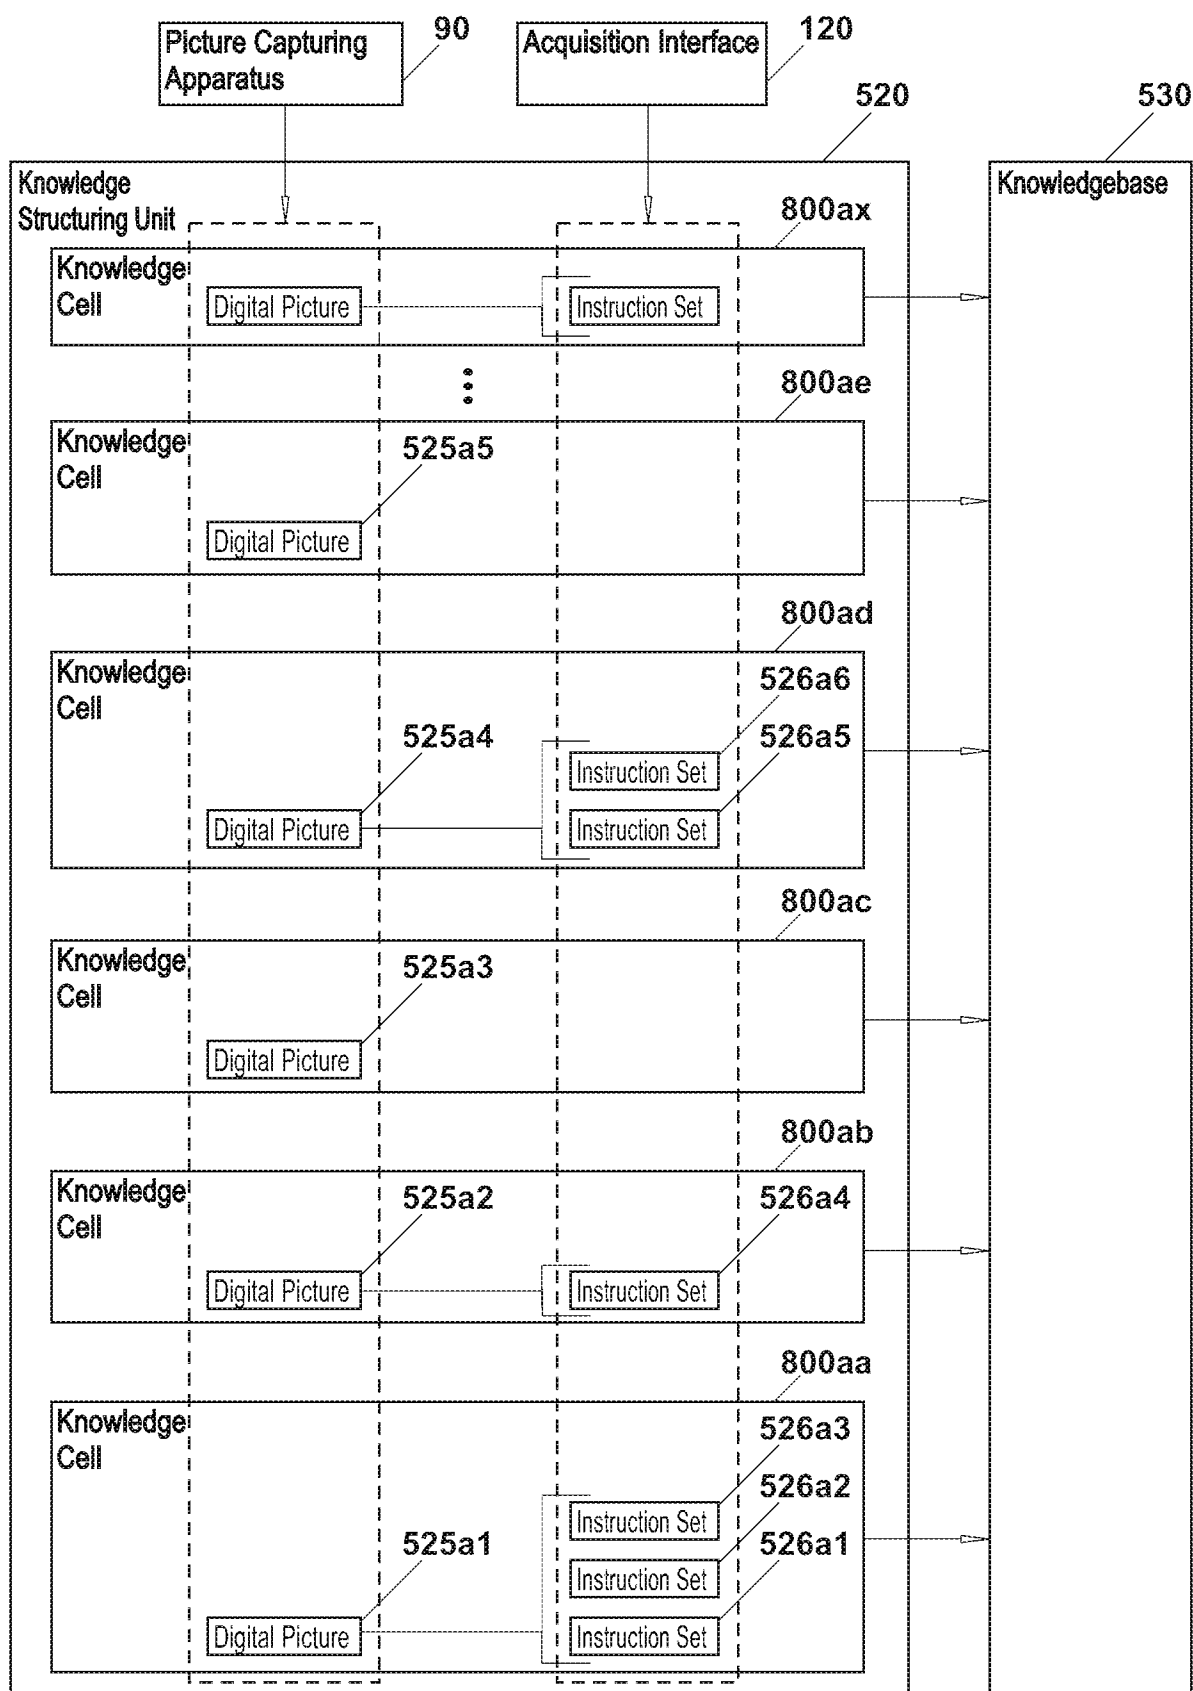 Picture Capturing
Apparatus
90
Acquisition Interface
120
520
530
Knowledge
Structuring Unit
Knowledgebase
800ax
Knowledge
Cell
Digital Picture
Instruction Set
800ae
Knowledge
Cell
525a5
Digital Picture
800ad
Knowledge
Cell
526a6
525a4
526a5
Instruction Set
Digital Picture
Instruction Set
800ac
Knowledge
Cell
525a3
Digital Picture
800ab
Knowledge
Cell
525a2
526a4
Digital Picture
Instruction Set
800aa
Knowledge
Cell
526a3
526a2
Instruction Set
525a1
526a1
Instruction Set
Digital Picture
Instruction Set